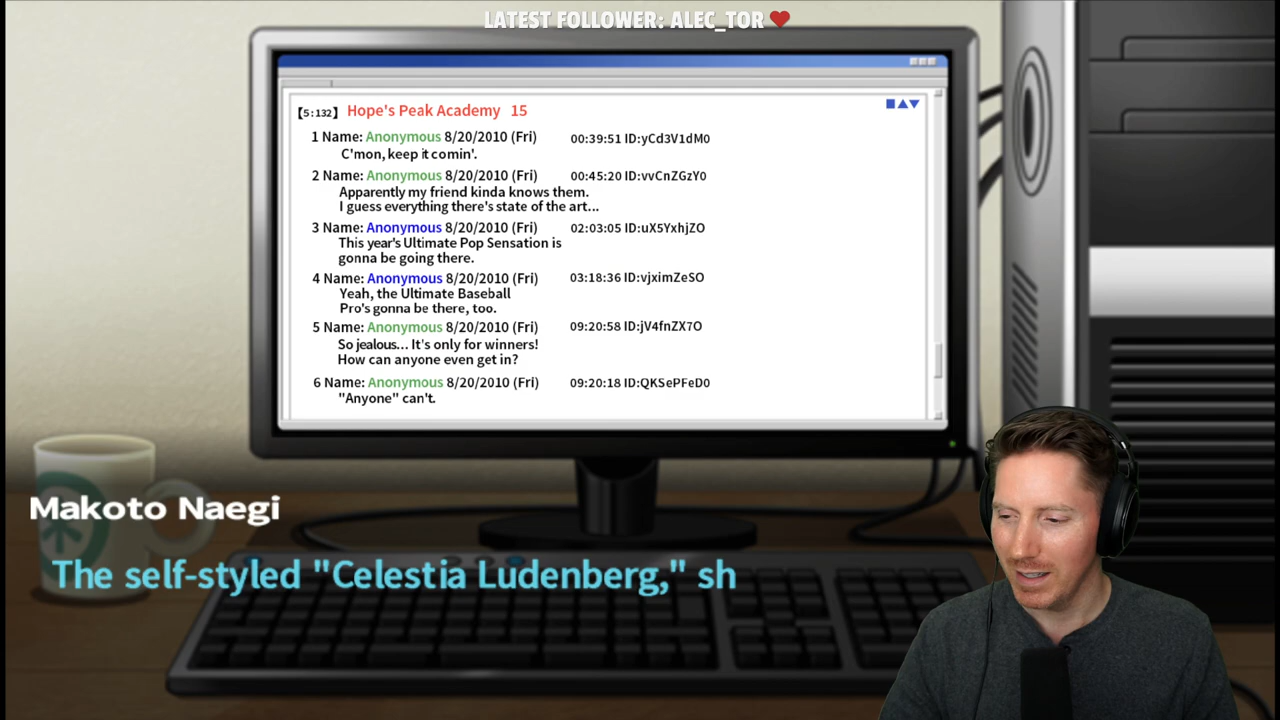 LATEST FOLLOWER: ALEC_TOR
【5:132】 Hope's Peak Academy 15
1 Name: Anonymous 8/20/2010 (Fri) 00:39:51 ID:yCd3V1dM0
C'mon, keep it comin'.
2 Name: Anonymous 8/20/2010 (Fri) 00:45:20 ID:vvCnZGzY0
Apparently my friend kinda knows them.
I guess everything there's state of the art...
3 Name: Anonymous 8/20/2010 (Fri) 02:03:05 ID:uX5YxhjZO
This year's Ultimate Pop Sensation is
gonna be going there.
4 Name: Anonymous 8/20/2010 (Fri) 03:18:36 ID:vjximZeSO
Yeah, the Ultimate Baseball
Pro's gonna be there, too.
5 Name: Anonymous 8/20/2010 (Fri) 09:20:58 ID:jV4fnZX7O
So jealous... It's only for winners!
How can anyone even get in?
6 Name: Anonymous 8/20/2010 (Fri) 09:20:18 ID:QKSePFeD0
"Anyone" can't.
Makoto Naegi
The self-styled "Celestia Ludenberg," sh